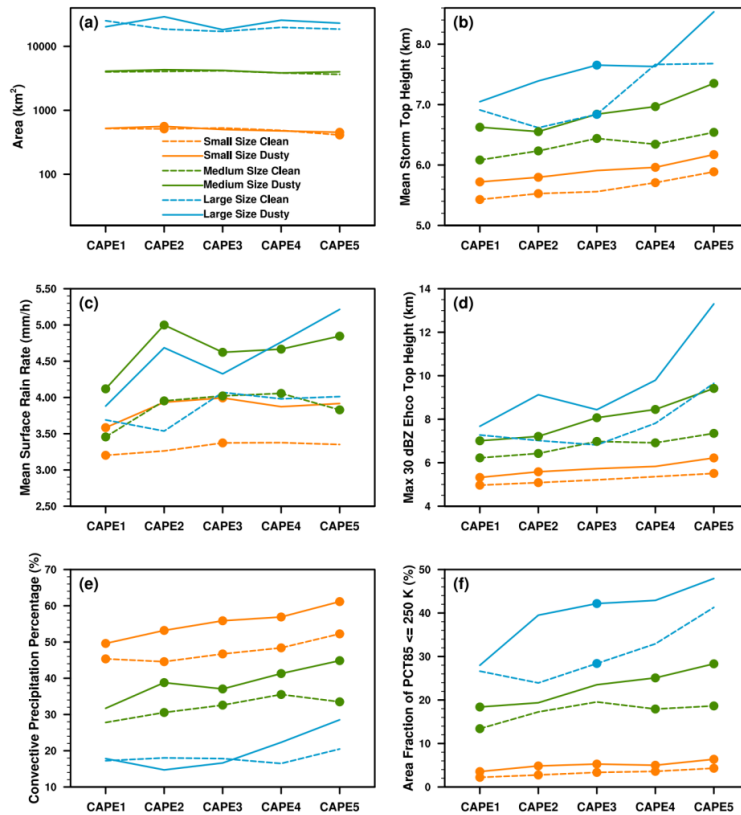 (a)
Area (km2)
10000
1000
100
Small Size Clean
Small Size Dusty
Medium Size Clean
Medium Size Dusty
Large Size Clean
Large Size Dusty
CAPE1 CAPE2 CAPE3 CAPE4 CAPE5
(b)
Mean Storm Top Height (km)
8.0
7.0
6.0
5.0
CAPE1 CAPE2 CAPE3 CAPE4 CAPE5
(c)
Mean Surface Rain Rate (mm/h)
5.50
5.00
4.50
4.00
3.50
3.00
2.50
CAPE1 CAPE2 CAPE3 CAPE4 CAPE5
(d)
Max 30 dBZ Ehco Top Height (km)
14
12
10
8
6
4
CAPE1 CAPE2 CAPE3 CAPE4 CAPE5
(e)
Convective Precipitation Percentage (%)
70
60
50
40
30
20
10
CAPE1 CAPE2 CAPE3 CAPE4 CAPE5
(f)
Area Fraction of PCT85 <= 250 K (%)
50
40
30
20
10
0
CAPE1 CAPE2 CAPE3 CAPE4 CAPE5